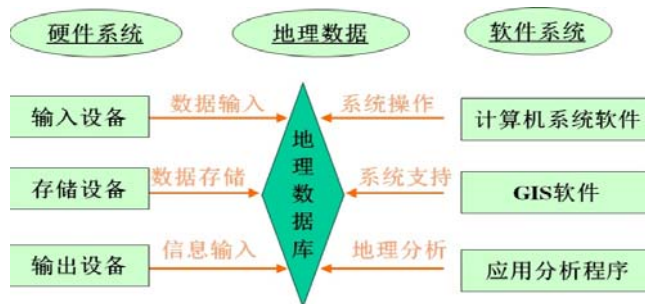 硬件系统 地理数据 软件系统
输入设备 数据输入 系统操作 计算机系统软件
存储设备 数据存储 地理数据库 系统支持 GIS软件
输出设备 信息输入 地理分析 应用分析程序